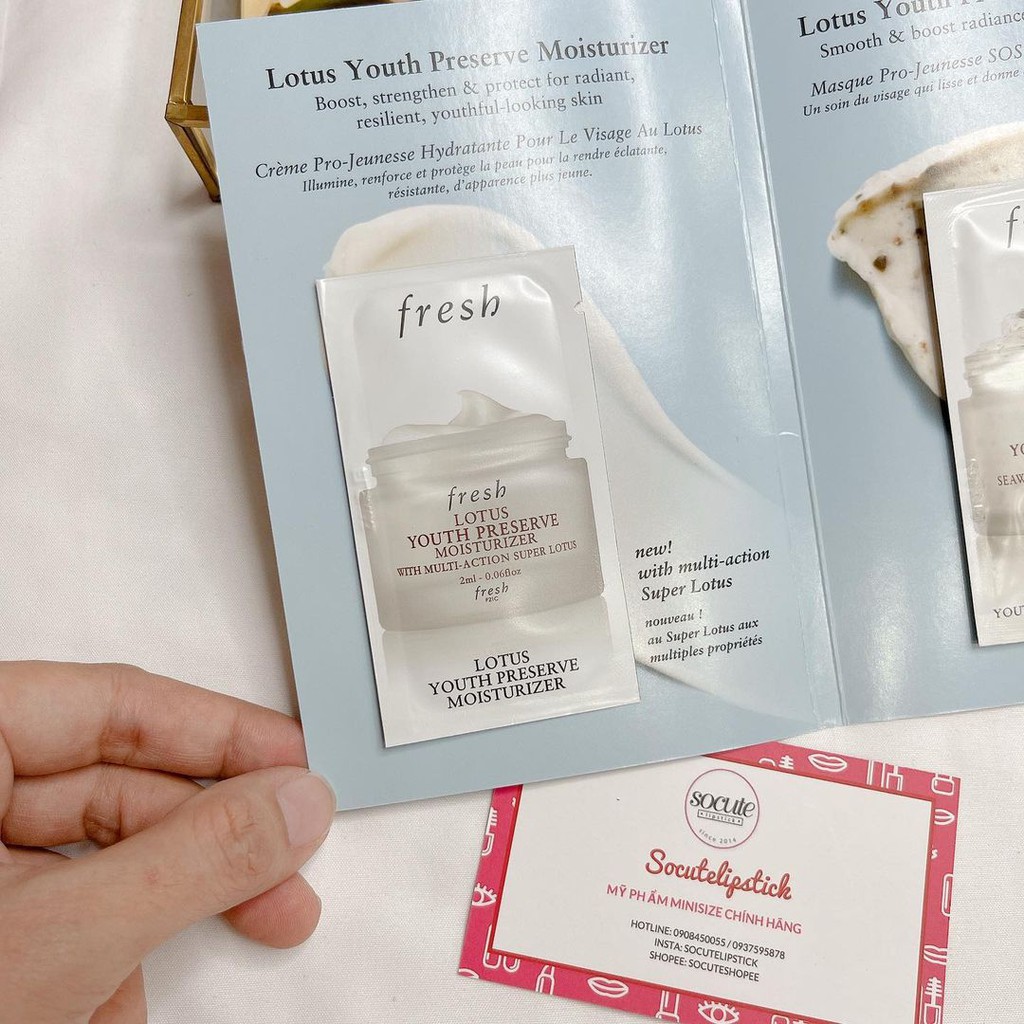 Lotus Youth Preserve Moisturizer
Boost, strengthen & protect for radiant,
resilient, youthful-looking skin
Crème Pro-Jeunesse Hydratante Pour Le Visage Au Lotus
Illumine, renforce et protège la peau pour la rendre éclatante,
résistante, d'apparence plus jeune.
fresh
fresh
LOTUS
YOUTH PRESERVE
MOISTURIZER
WITH MULTI-ACTION SUPER LOTUS
2ml - 0.06floz
fresh
P21C
LOTUS
YOUTH PRESERVE
MOISTURIZER
new!
with multi-action
Super Lotus
nouveau !
au Super Lotus aux
multiples propriétés
Lotus Youth
Smooth & boost radiance
Masque Pro-Jeunesse SOS
Un soin du visage qui lisse et donne
socute
lipstick
since 2014
Socutelipstick
MỸ PHẨM MINISIZE CHÍNH HÃNG
HOTLINE: 0908450055 / 0937595878
INSTA: SOCUTELIPSTICK
SHOPEE: SOCUTESHOPEE